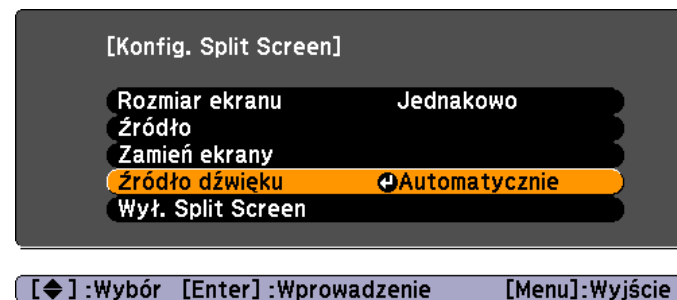 [Konfig. Split Screen]
Rozmiar ekranu Jednakowo
Źródło
Zamień ekrany
Źródło dźwięku Automatycznie
Wył. Split Screen
[◆] :Wybór [Enter] :Wprowadzenie [Menu]:Wyjście